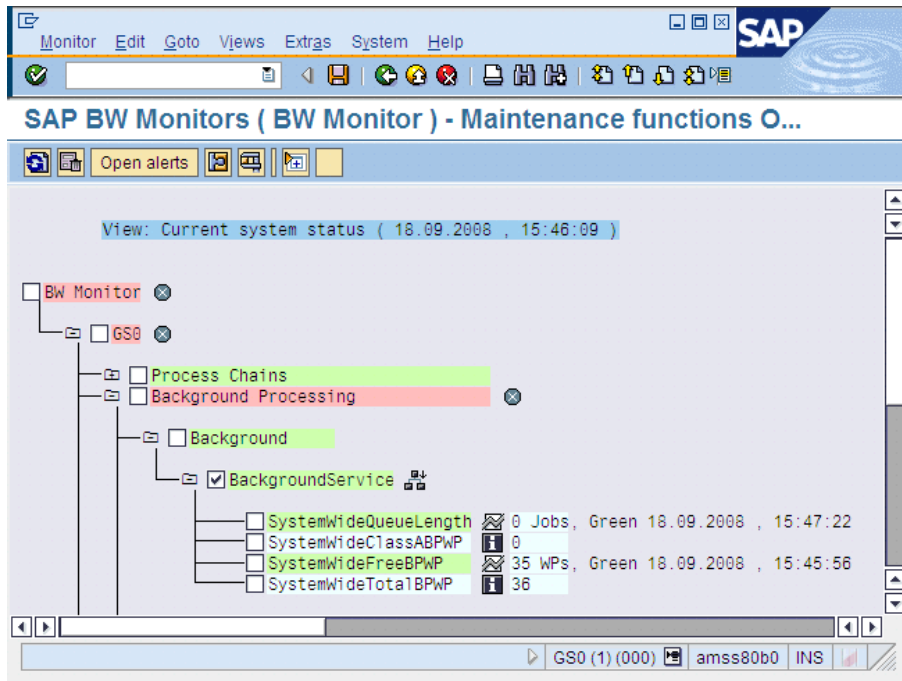 Monitor Edit Goto Views Extras System Help
SAP
SAP BW Monitors ( BW Monitor ) - Maintenance functions O...
Open alerts
View: Current system status ( 18.09.2008 , 15:46:09 )
BW Monitor
GS0
Process Chains
Background Processing
Background
BackgroundService
SystemWideQueueLength 0 Jobs, Green 18.09.2008 , 15:47:22
SystemWideClassABPWP 0
SystemWideFreeBPWP 35 WPs, Green 18.09.2008 , 15:45:56
SystemWideTotalBPWP 36
GS0 (1) (000) amss80b0 INS